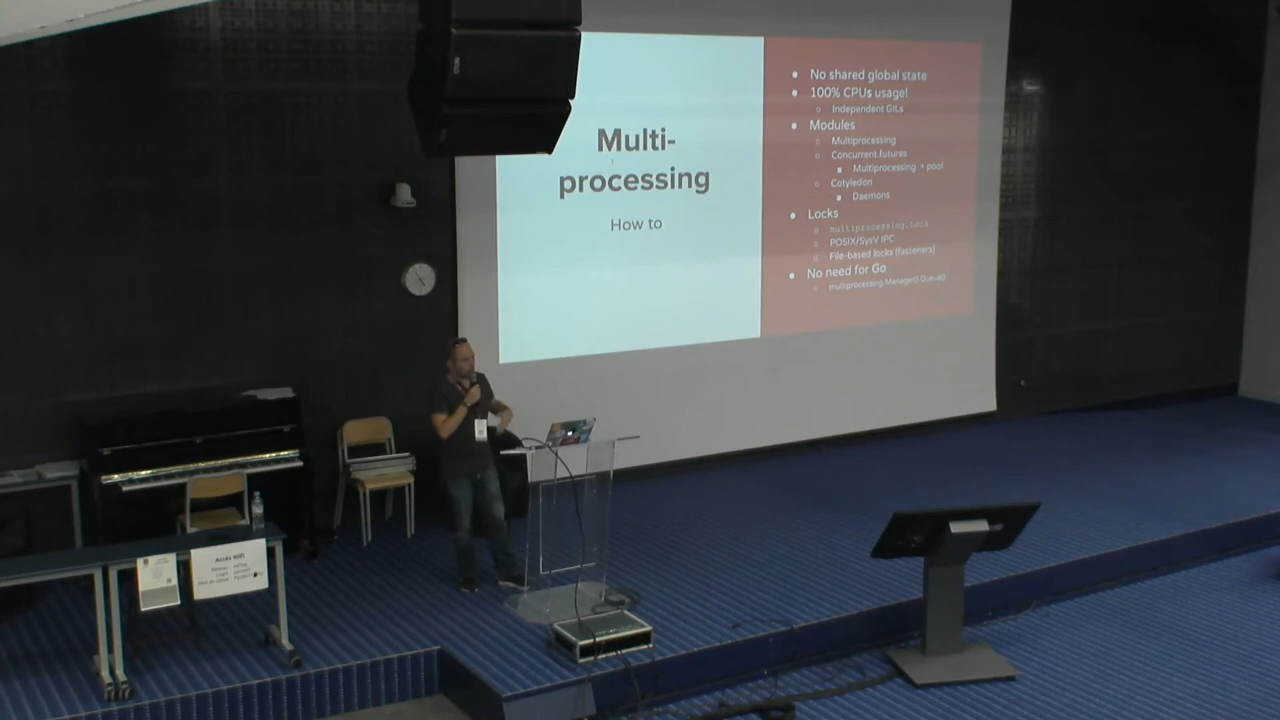 Multi-
processing
How to
No shared global state
100% CPUs usage!
Independent GILs
Modules
Multiprocessing
Concurrent.futures
Multiprocessing + pool
Cotyledon
Daemons
Locks
multiprocessing.Lock
POSIX/SysV IPC
File-based locks (fasteners)
No need for Go
multiprocessing.Manager().Queue()
Accès WiFi